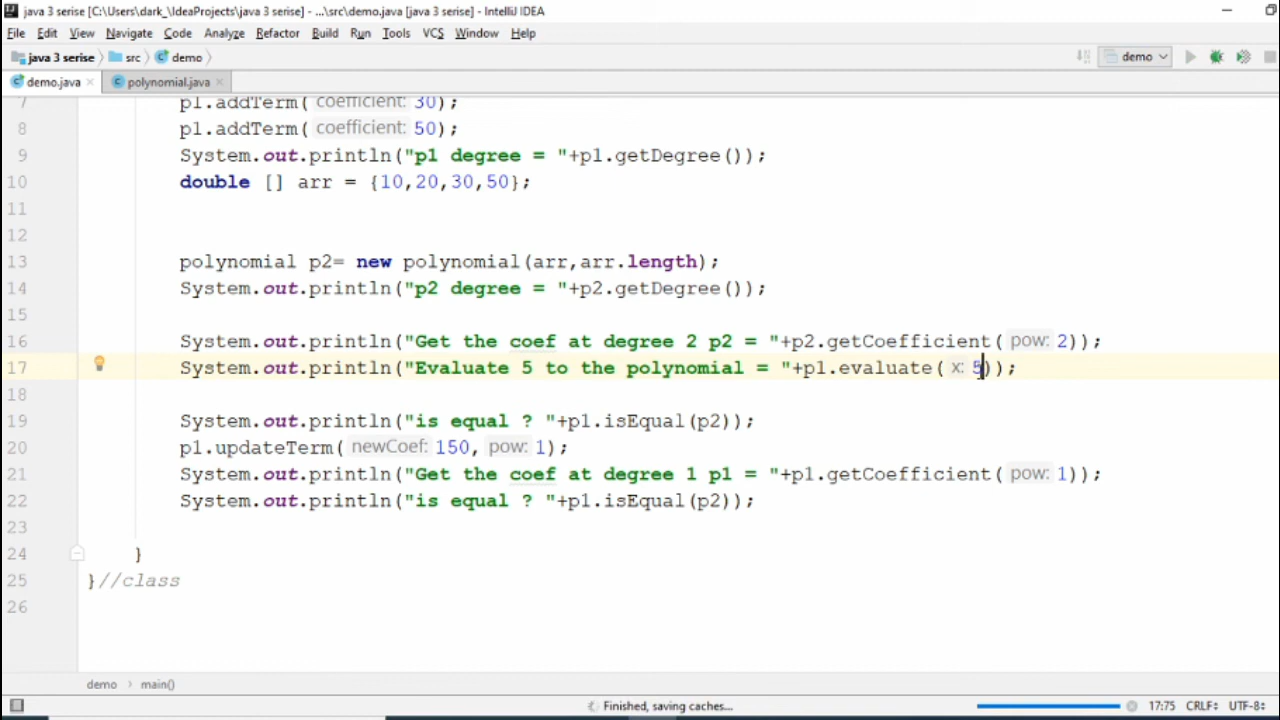 java 3 serise [C:\Users\dark_\IdeaProjects\java 3 serise] - ...\src\demo.java [java 3 serise] - IntelliJ IDEA
File Edit View Navigate Code Analyze Refactor Build Run Tools VCS Window Help
java 3 serise src demo demo
demo.java polynomial.java
7 p1.addTerm( coefficient: 30);
8 p1.addTerm( coefficient: 50);
9 System.out.println("p1 degree = "+p1.getDegree());
10 double [] arr = {10,20,30,50};
11
12
13 polynomial p2= new polynomial(arr,arr.length);
14 System.out.println("p2 degree = "+p2.getDegree());
15
16 System.out.println("Get the coef at degree 2 p2 = "+p2.getCoefficient( pow: 2));
17 System.out.println("Evaluate 5 to the polynomial = "+p1.evaluate( x: 5));
18
19 System.out.println("is equal ? "+p1.isEqual(p2));
20 p1.updateTerm( newCoef: 150, pow: 1);
21 System.out.println("Get the coef at degree 1 p1 = "+p1.getCoefficient( pow: 1));
22 System.out.println("is equal ? "+p1.isEqual(p2));
23
24 }
25 }//class
26
demo main()
Finished, saving caches... 17:75 CRLF UTF-8